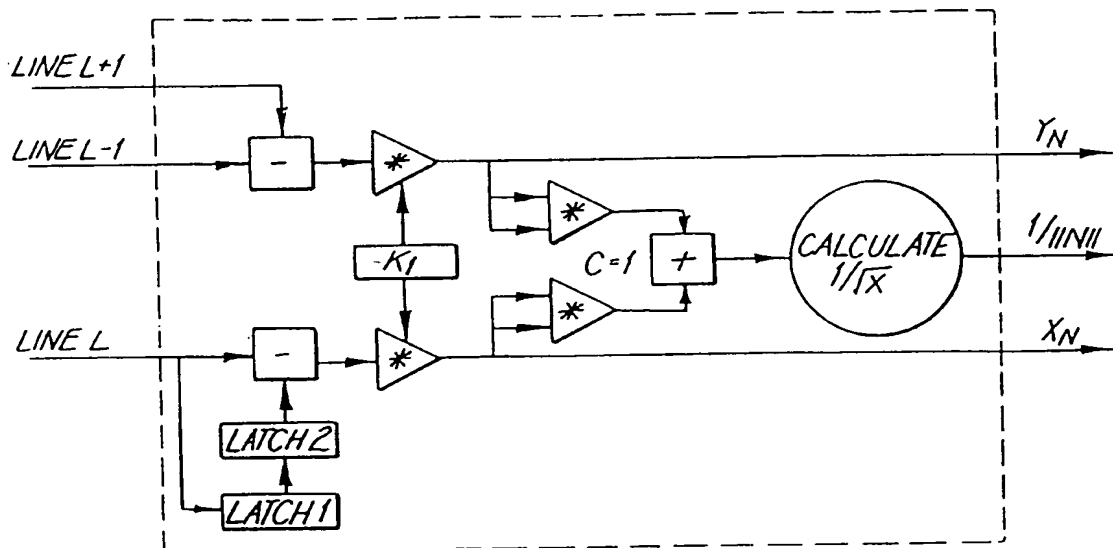 LINE L+1
LINE L-1
-
*
Y_N
*
CALCULATE
1/√X
1/||N||
-K1
C=1
+
*
LINE L
-
*
X_N
LATCH 2
LATCH 1